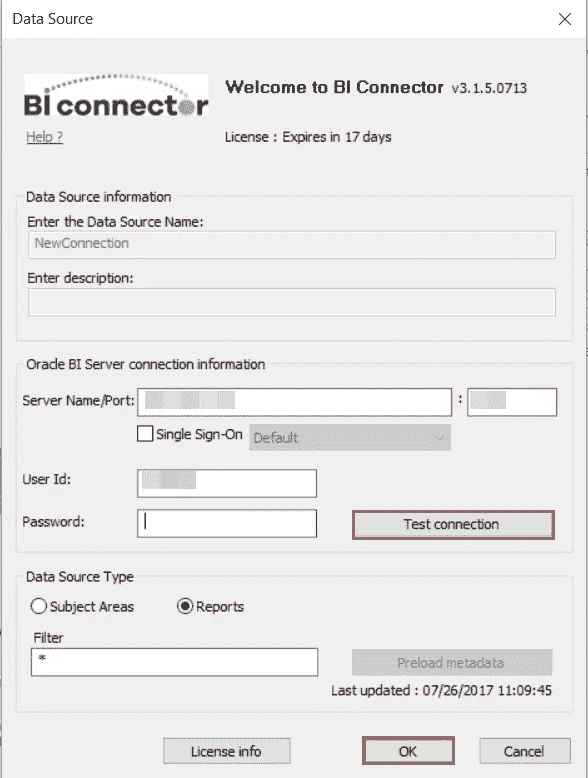 Data Source
BI connector
Welcome to BI Connector v3.1.5.0713
Help ?
License : Expires in 17 days
Data Source information
Enter the Data Source Name:
NewConnection
Enter description:
Oracle BI Server connection information
Server Name/Port:
:
Single Sign-On
Default
User Id:
Password:
Test connection
Data Source Type
Subject Areas
Reports
Filter
*
Preload metadata
Last updated : 07/26/2017 11:09:45
License info
OK
Cancel